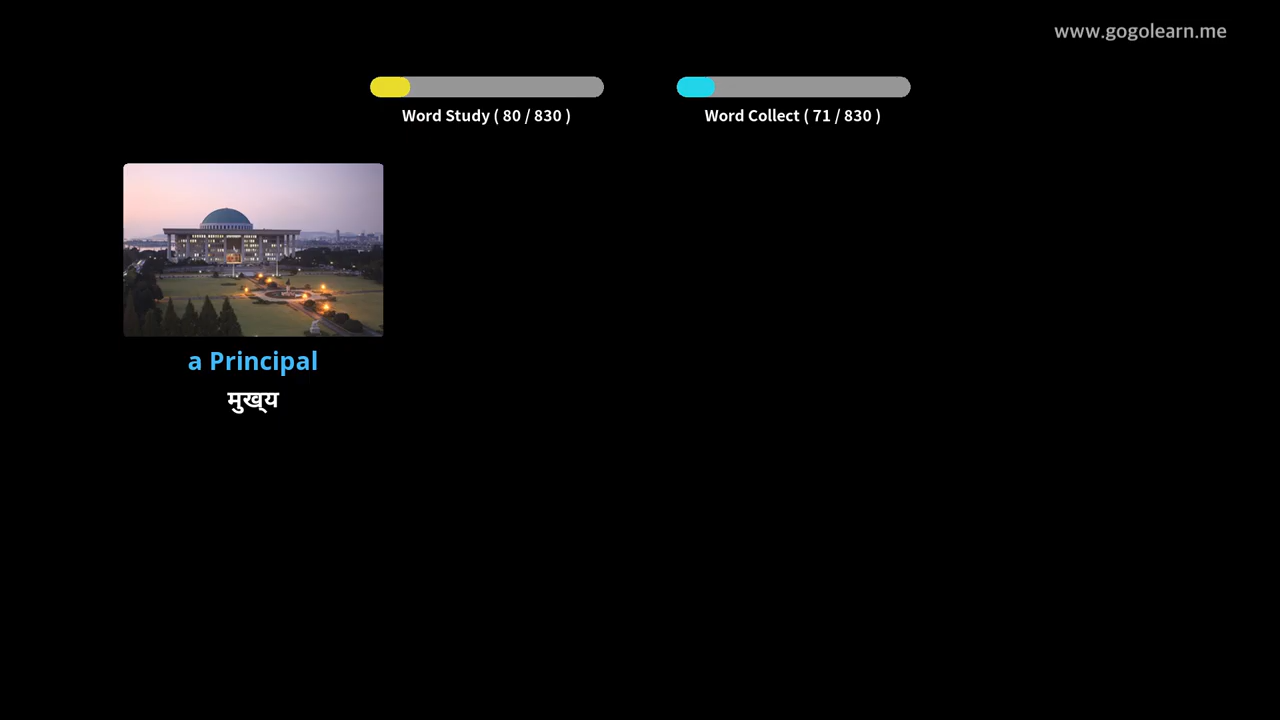 www.gogolearn.me
Word Study ( 80 / 830 )
Word Collect ( 71 / 830 )
a Principal
मुख्य